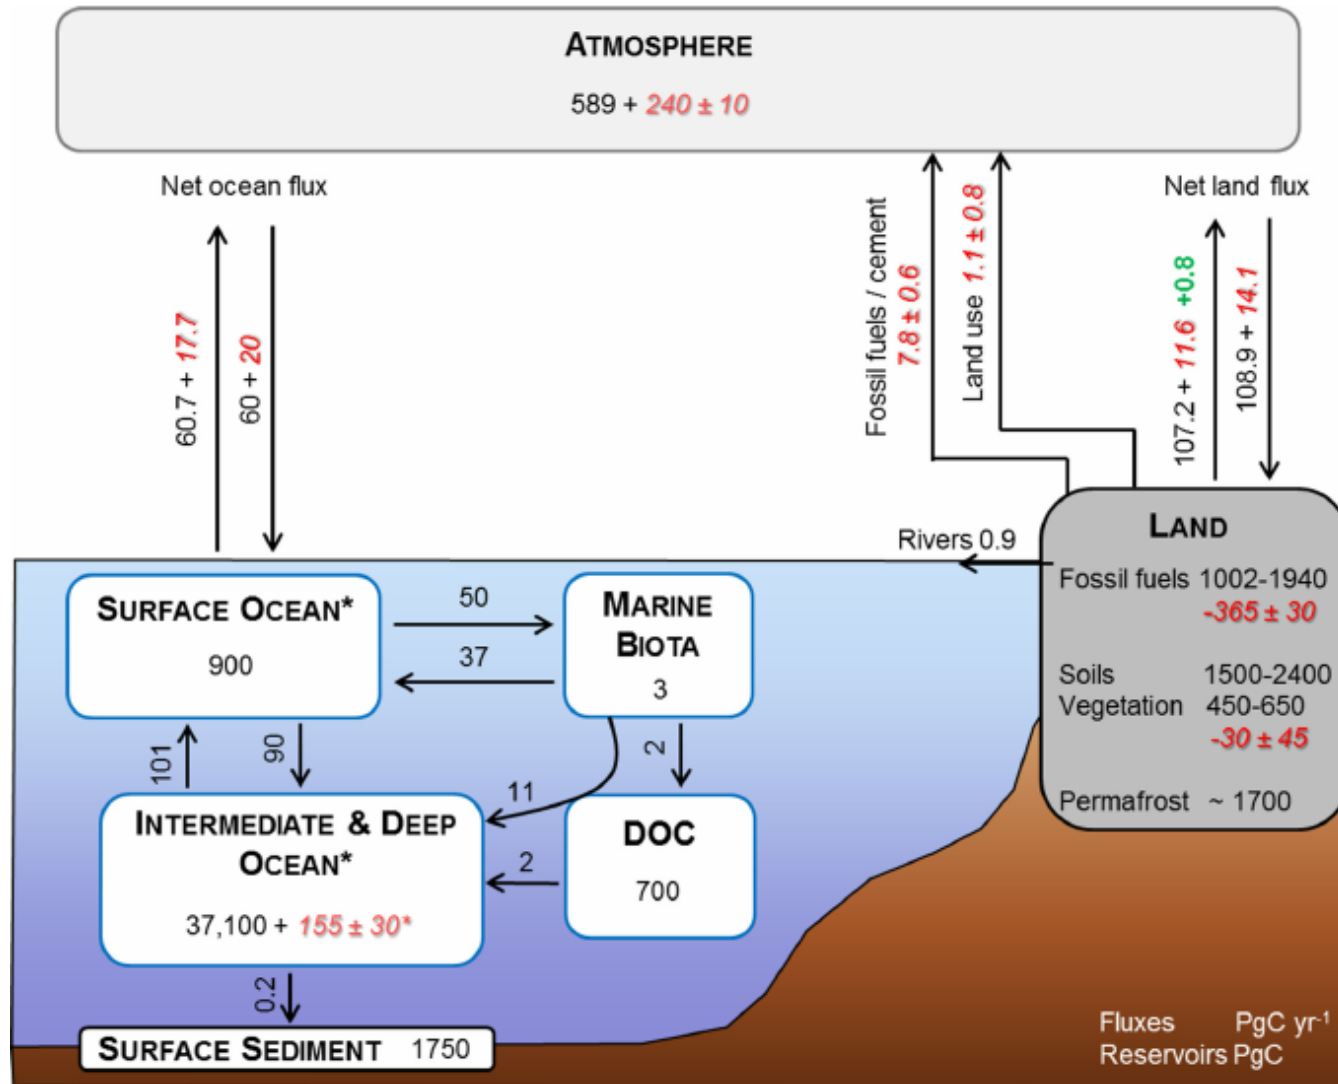 ATMOSPHERE
589 + 240 ± 10
Net ocean flux
Net land flux
60.7 + 17.7
60 + 20
Fossil fuels / cement
7.8 ± 0.6
Land use 1.1 ± 0.8
107.2 + 11.6 +0.8
108.9 + 14.1
Rivers 0.9
LAND
Fossil fuels 1002-1940
-365 ± 30
Soils 1500-2400
Vegetation 450-650
-30 ± 45
Permafrost ~ 1700
SURFACE OCEAN*
900
50
37
MARINE
BIOTA
3
101
90
11
2
INTERMEDIATE & DEEP
OCEAN*
37,100 + 155 ± 30*
2
DOC
700
0.2
SURFACE SEDIMENT 1750
Fluxes PgC yr⁻¹
Reservoirs PgC